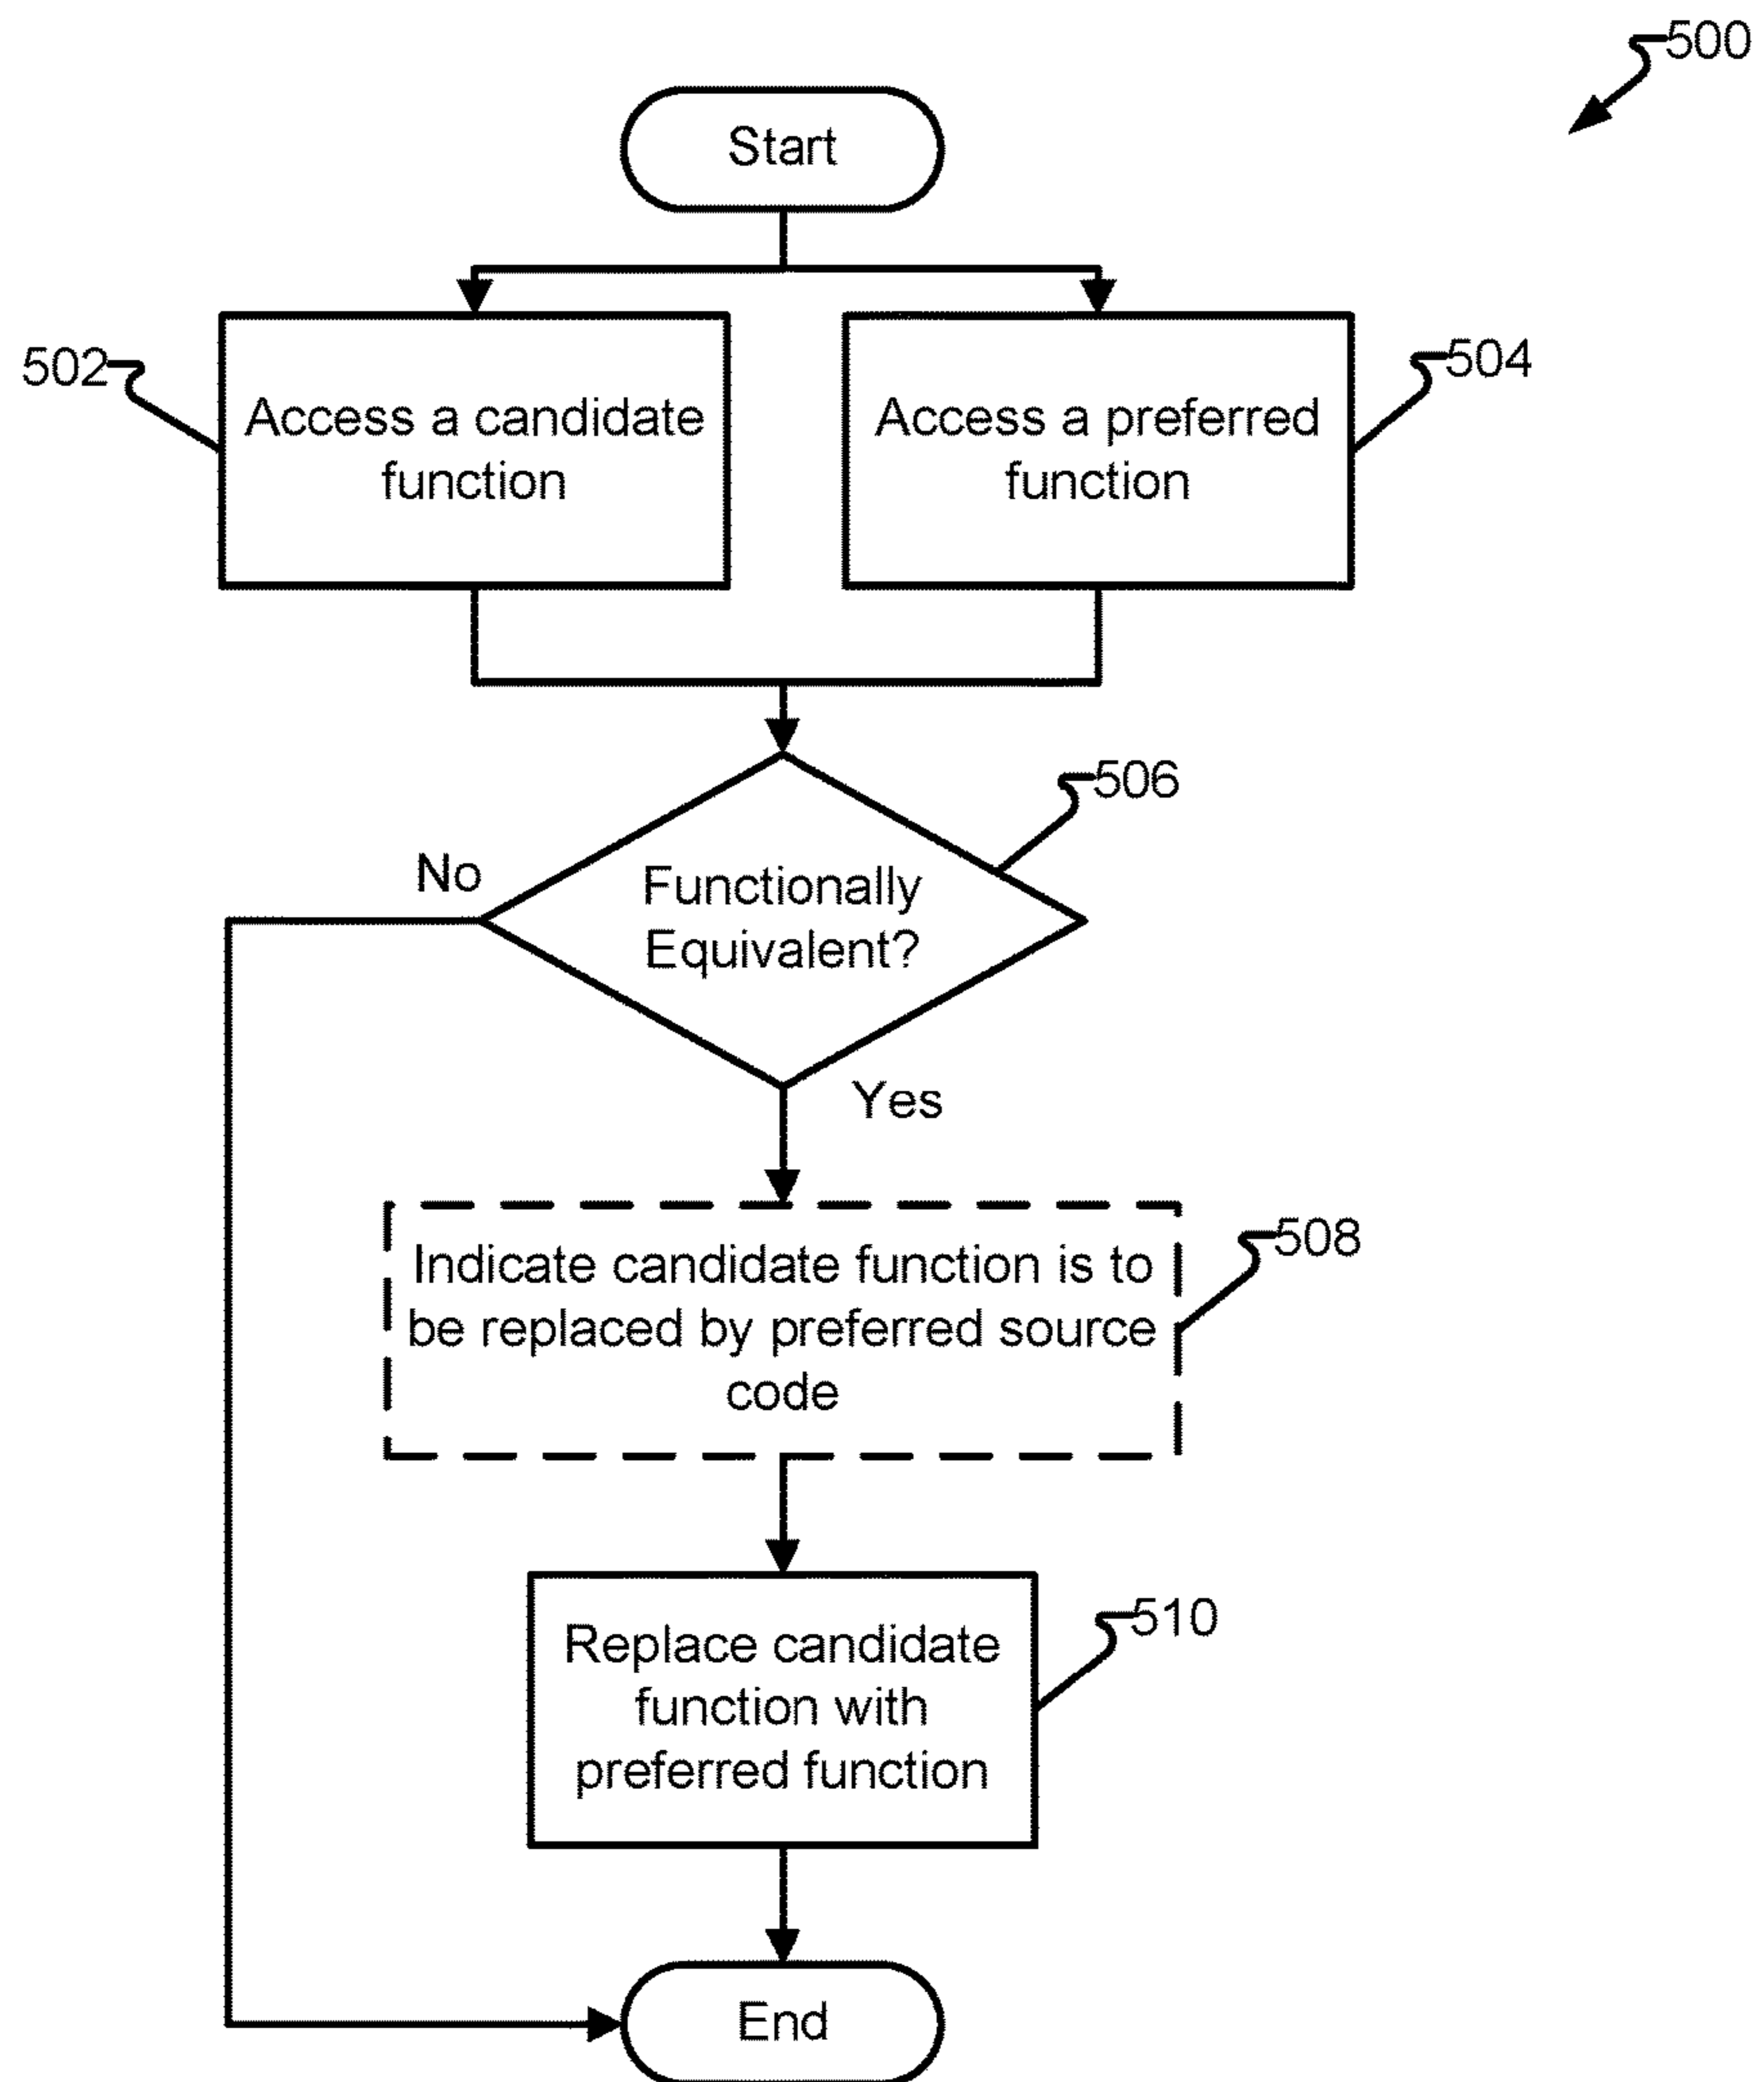 500
Start
502
Access a candidate
function
Access a preferred
function
504
506
No
Functionally
Equivalent?
Yes
Indicate candidate function is to
be replaced by preferred source
code
508
Replace candidate
function with
preferred function
510
End